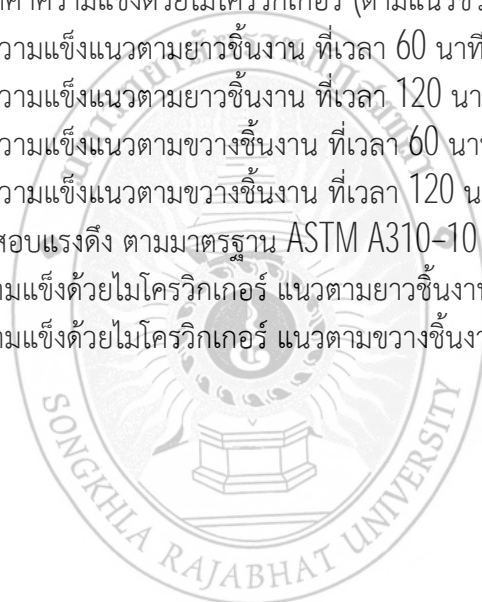 ค่าความแข็งด้วยไมโครวิกเกอร์ (ตามแนวขว
ความแข็งแนวตามยาวชิ้นงาน ที่เวลา 60 นาที
ความแข็งแนวตามยาวชิ้นงาน ที่เวลา 120 นา
ความแข็งแนวตามขวางชิ้นงาน ที่เวลา 60 นา
ความแข็งแนวตามขวางชิ้นงาน ที่เวลา 120 น
สอบแรงดึง ตามมาตรฐาน ASTM A310-10
ามแข็งด้วยไมโครวิกเกอร์ แนวตามยาวชิ้นงาน
ามแข็งด้วยไมโครวิกเกอร์ แนวตามขวางชิ้นงา
SONGKHLA RAJABHAT UNIVERSITY